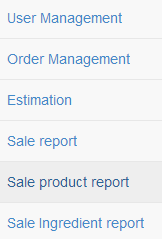 User Management
Order Management
Estimation
Sale report
Sale product report
Sale Ingredient report